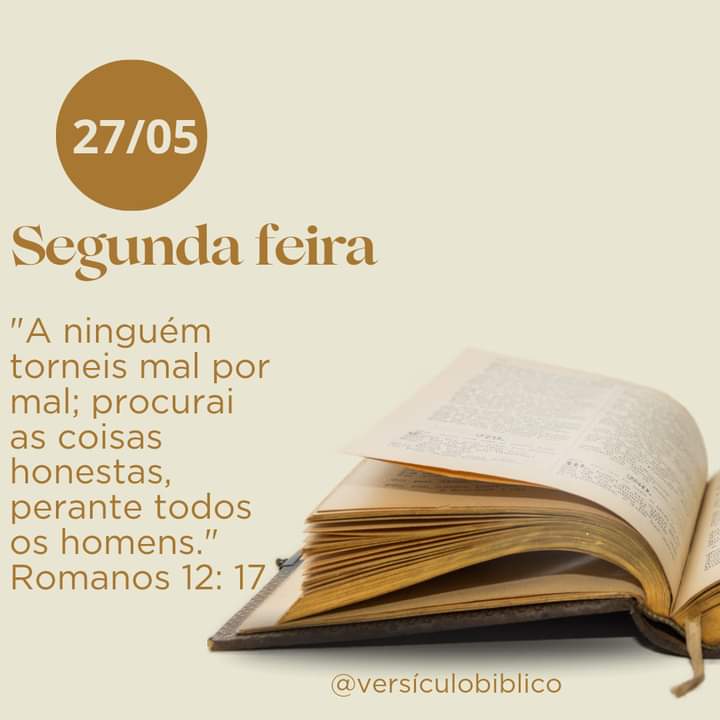 27/05
Segunda feira
"A ninguém
torneis mal por
mal; procurai
as coisas
honestas,
perante todos
os homens."
Romanos 12: 17
@versículobiblico